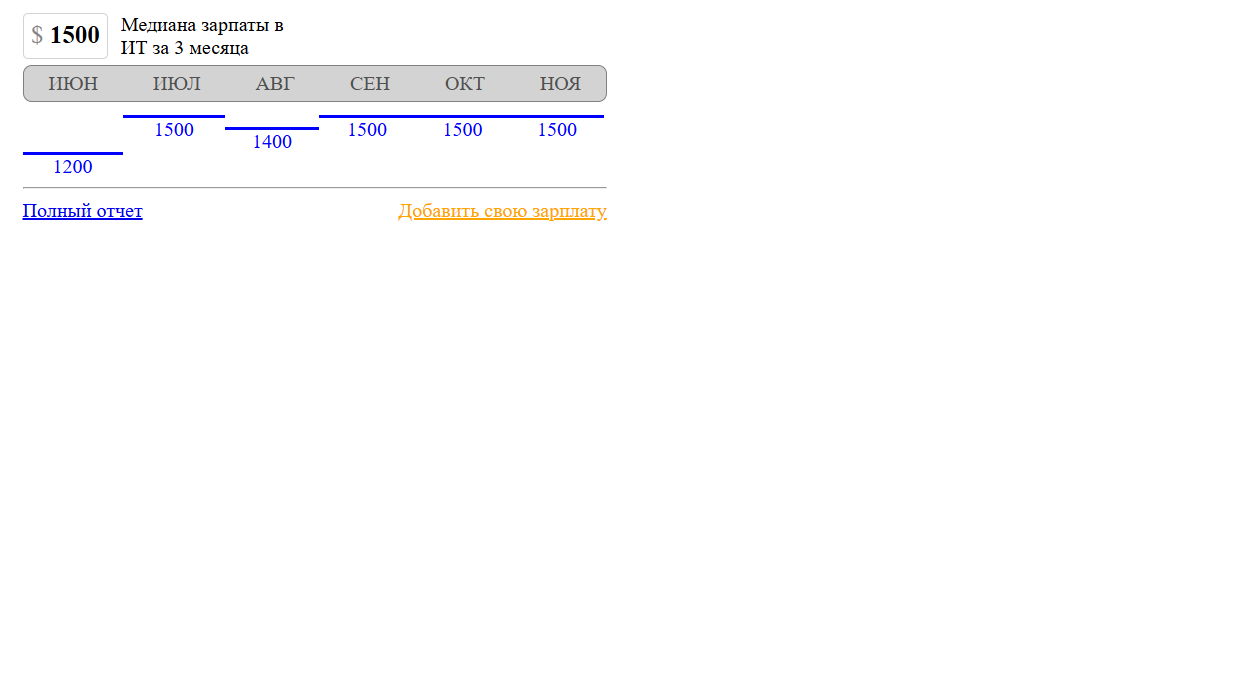 $ 1500
Медиана зарпаты в
ИТ за 3 месяца
ИЮН ИЮЛ АВГ СЕН ОКТ НОЯ
1500 1500 1500 1500
1400
1200
Полный отчет Добавить свою зарплату